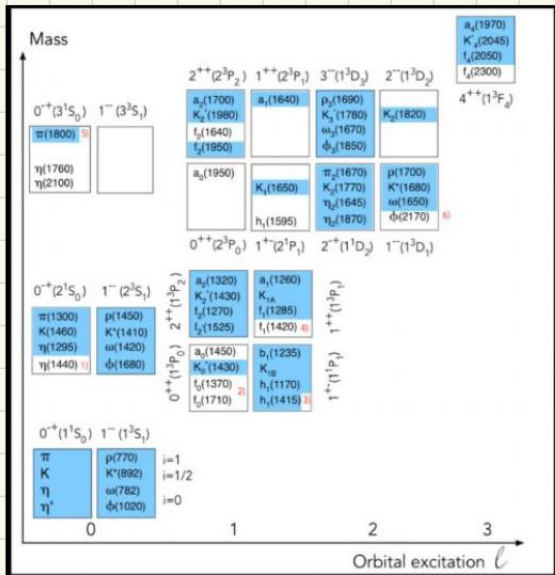 Mass
a₄(1970)
K*₄(2045)
f₄(2050)
f₄(2300)
4⁺⁺(1³F₄)
2⁺⁺(2³P₂) 1⁺⁺(2³P₁) 3⁻⁻(1³D₃) 2⁻⁻(1³D₂)
a₂(1700)
K₂*(1980)
f₂(1640)
f₂(1950)
a₁(1640)
ρ₃(1690)
K₃*(1780)
ω₃(1670)
ϕ₃(1850)
K₂(1820)
0⁻⁺(3¹S₀) 1⁻⁻(3³S₁)
π(1800) 5)
η(1760)
η(2100)
a₀(1950)
K₁(1650)
h₁(1595)
π₂(1670)
K₂(1770)
η₂(1645)
η₂(1870)
ρ(1700)
K*(1680)
ω(1650)
ϕ(2170) 6)
0⁺⁺(2³P₀) 1⁺⁻(2¹P₁) 2⁻⁺(1¹D₂) 1⁻⁻(1³D₁)
2⁺⁺(1³P₂)
a₂(1320)
K₂*(1430)
f₂(1270)
f₂'(1525)
a₁(1260)
K₁A
f₁(1285)
f₁(1420) 4)
1⁺⁺(1³P₁)
0⁻⁺(2¹S₀) 1⁻⁻(2³S₁)
π(1300)
K(1460)
η(1295)
η(1440) 1)
ρ(1450)
K*(1410)
ω(1420)
ϕ(1680)
0⁺⁺(1³P₀)
a₀(1450)
K₀*(1430)
f₀(1370) 2)
f₀(1710)
b₁(1235)
K₁B
h₁(1170)
h₁(1415) 3)
1⁺⁻(1¹P₁)
0⁻⁺(1¹S₀) 1⁻⁻(1³S₁)
π
K
η
η'
ρ(770)
K*(892)
ω(782)
ϕ(1020)
i=1
i=1/2
i=0
0 1 2 3
Orbital excitation ℓ